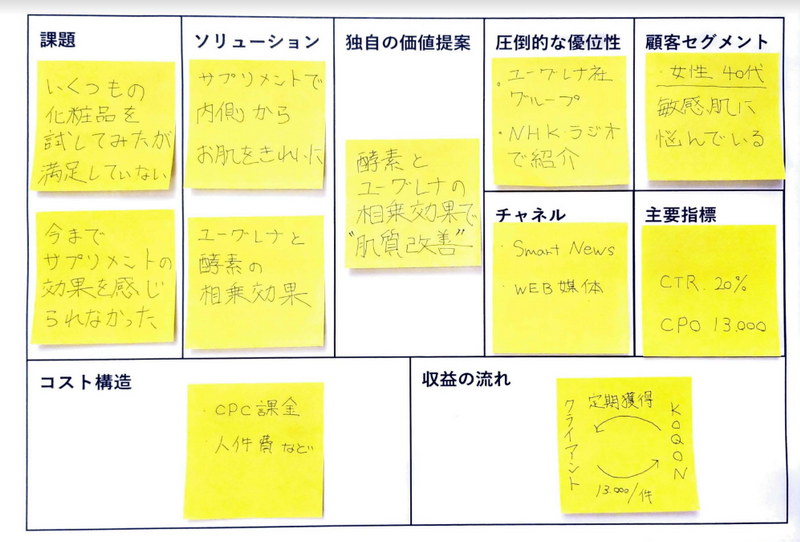 課題
いくつもの
化粧品を
試してみたが
満足していない
今まで
サプリメントの
効果を感じ
られなかった
ソリューション
サプリメントで
内側から
お肌をきれいに
ユーグレナと
酵素の
相乗効果
独自の価値提案
酵素と
ユーグレナの
相乗効果で
"肌質改善"
圧倒的な優位性
・ユーグレナ社
グループ
・NHKラジオ
で紹介
チャネル
・Smart News
・WEB媒体
顧客セグメント
・女性 40代
敏感肌に
悩んでいる
主要指標
CTR 20%
CPO 13.000
コスト構造
・CPC課金
・人件費など
収益の流れ
定期獲得
クライアント
KOQON
13.000/件